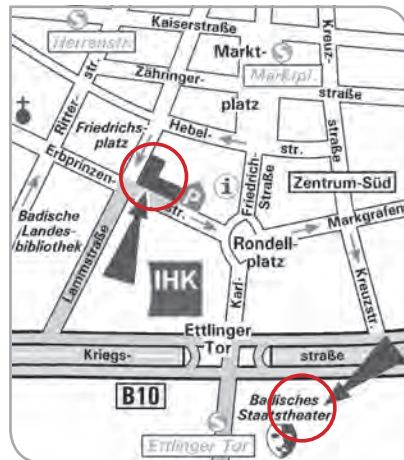 Kaiserstraße
Herrenstr.
Markt-
platz
Marktpl.
Kreuz-
straße
Zähringer-
straße
Ritter-
str.
Friedrichs-
platz
Hebel-
str.
Erbprinzen-
str.
P
i
Friedrich-
Straße
Zentrum-Süd
Badische
Landes-
bibliothek
Lammstraße
Markgrafen
Rondell-
platz
IHK
Karl-
Kreuzstr.
Ettlinger
Tor
Kriegs-
straße
B10
Badisches
Staatstheater
S
Ettlinger Tor